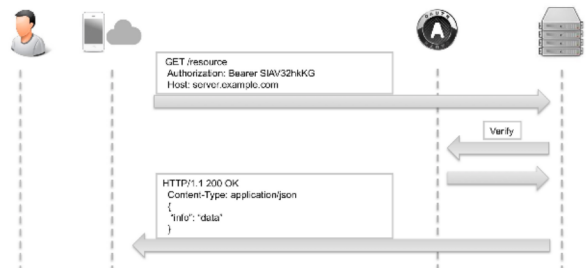 GET /resource
Authorization: Bearer SlAV32hkKG
Host: server.example.com
Verify
HTTP/1.1 200 OK
Content-Type: application/json
{
"info": "data"
}
A